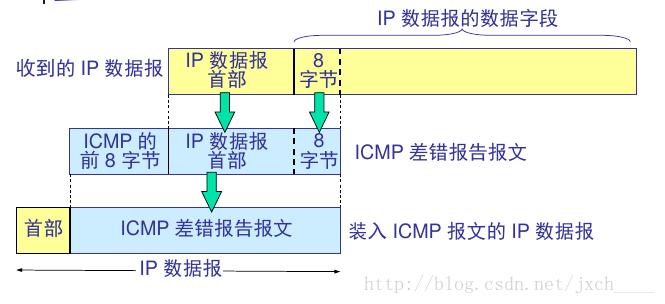 IP 数据报的数据字段
收到的 IP 数据报
IP 数据报
首部
8
字节
ICMP 的
前 8 字节
IP 数据报
首部
8
字节
ICMP 差错报告报文
首部
ICMP 差错报告报文
装入 ICMP 报文的 IP 数据报
IP 数据报
http://blog.csdn.net/jxch____